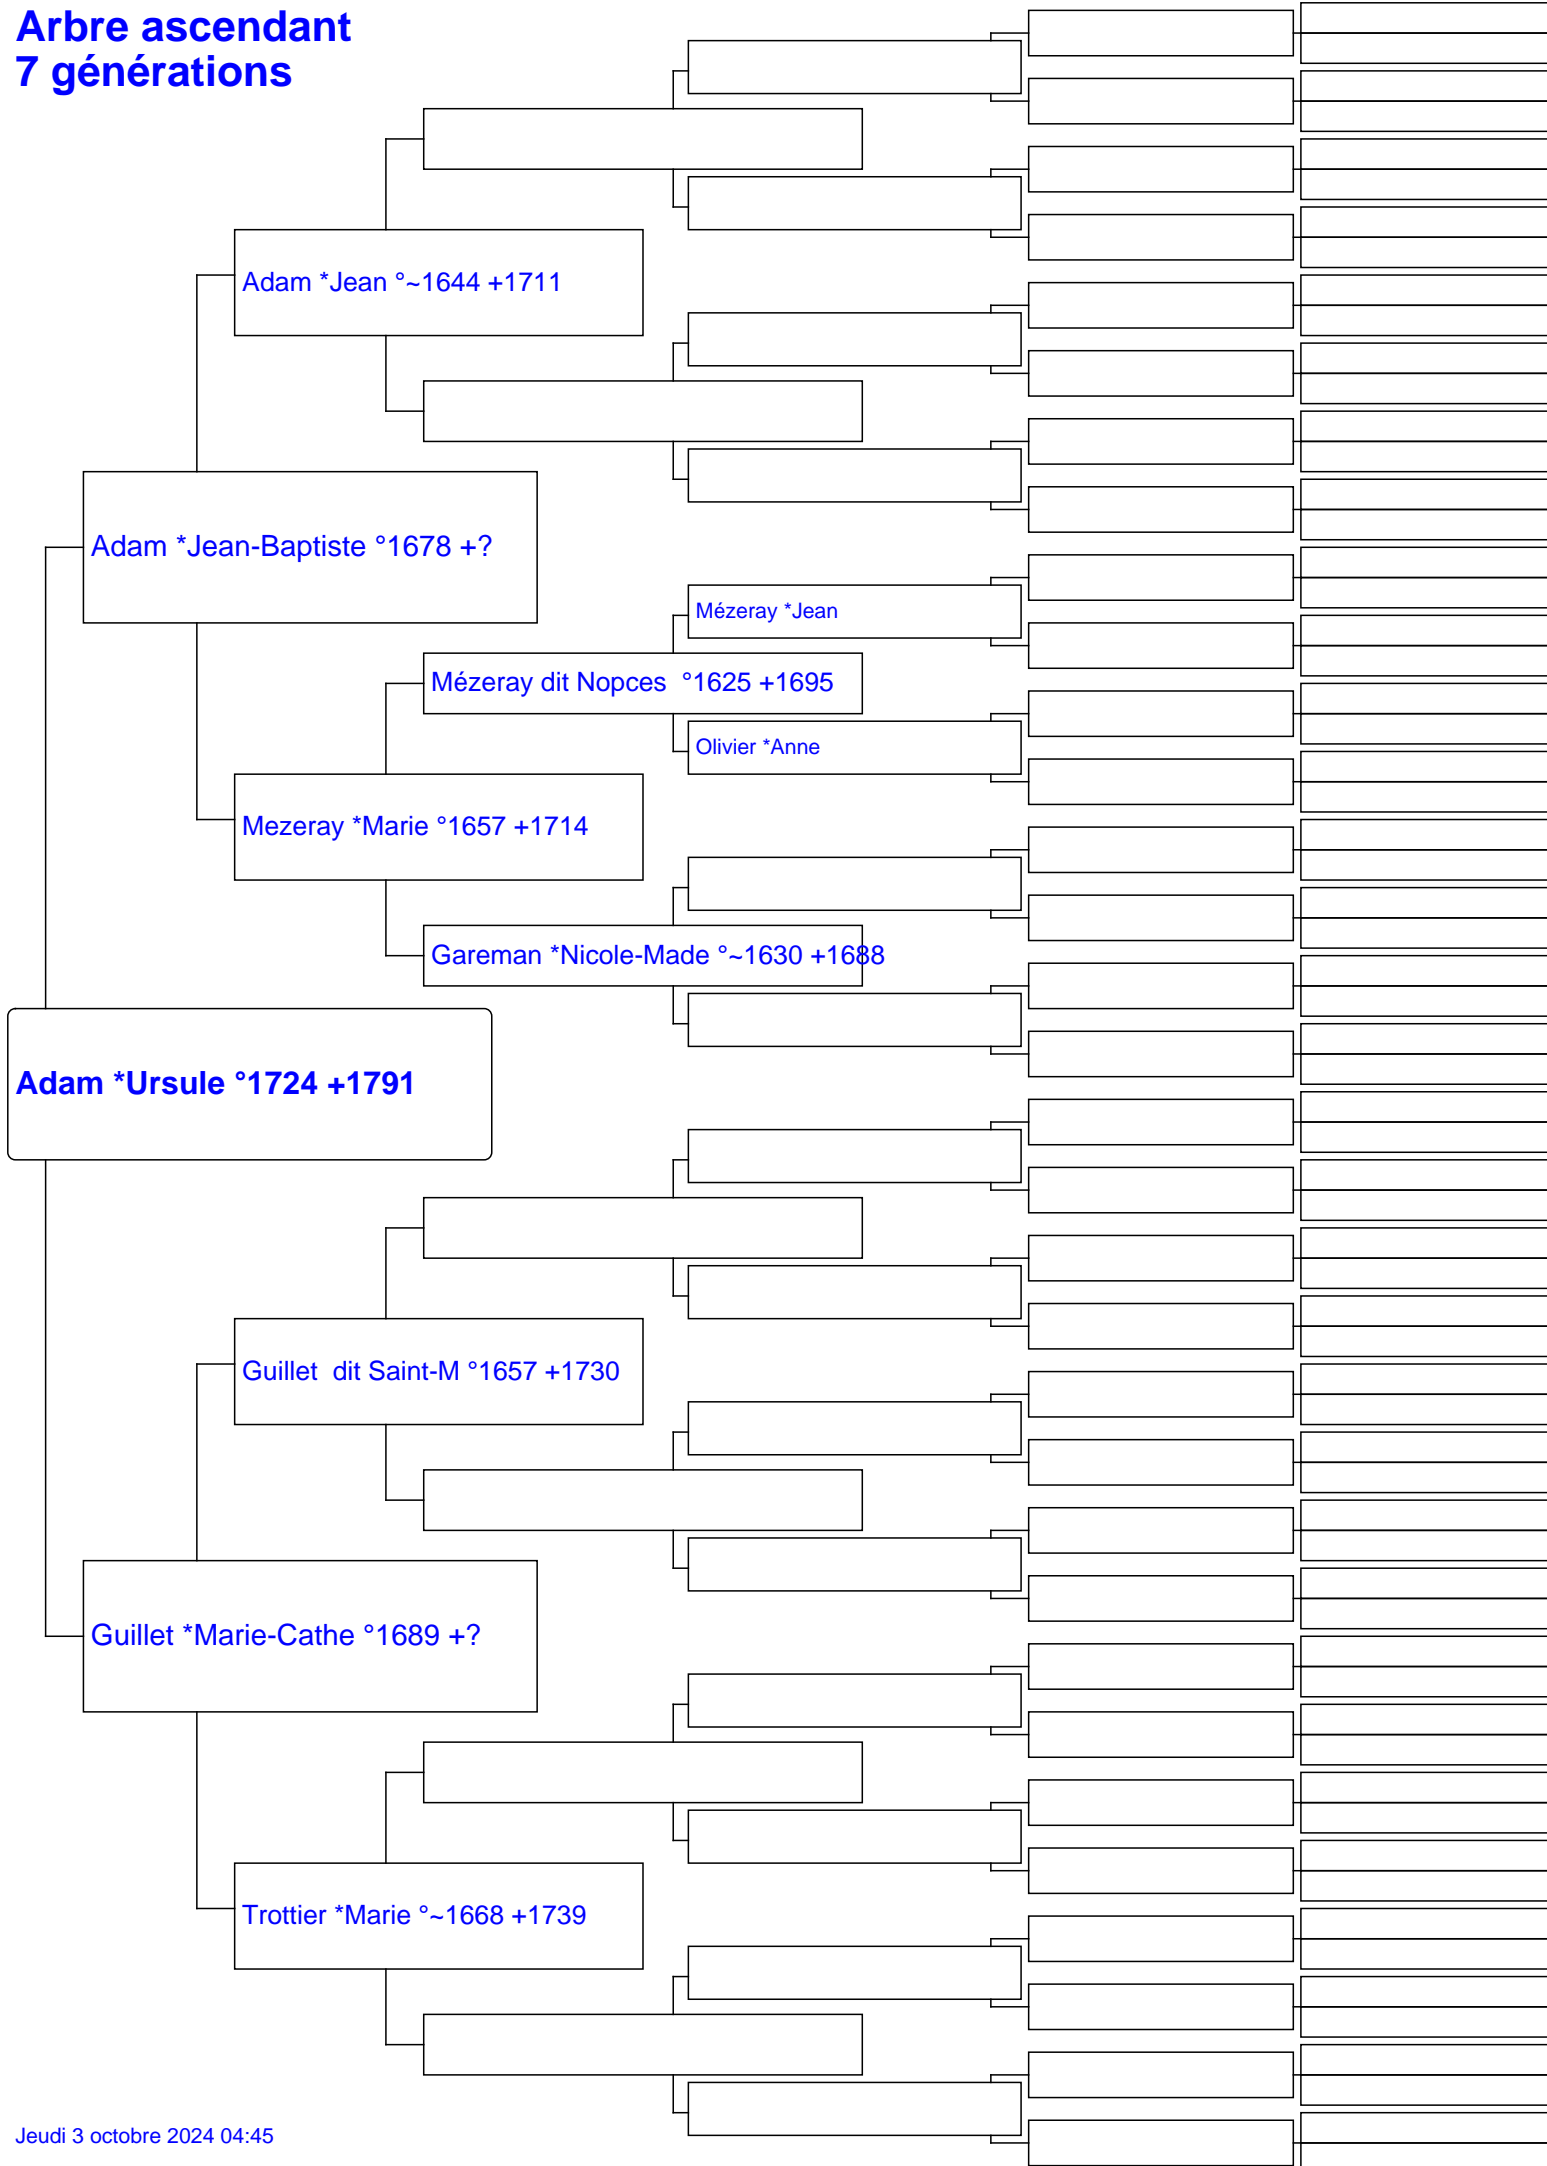 Arbre ascendant
7 générations
Adam *Jean °~1644 +1711
Adam *Jean-Baptiste °1678 +?
Mézeray *Jean
Mézeray dit Nopces  °1625 +1695
Olivier *Anne
Mezeray *Marie °1657 +1714
Gareman *Nicole-Made °~1630 +1688
Adam *Ursule °1724 +1791
Guillet  dit Saint-M °1657 +1730
Guillet *Marie-Cathe °1689 +?
Trottier *Marie °~1668 +1739
Jeudi 3 octobre 2024 04:45